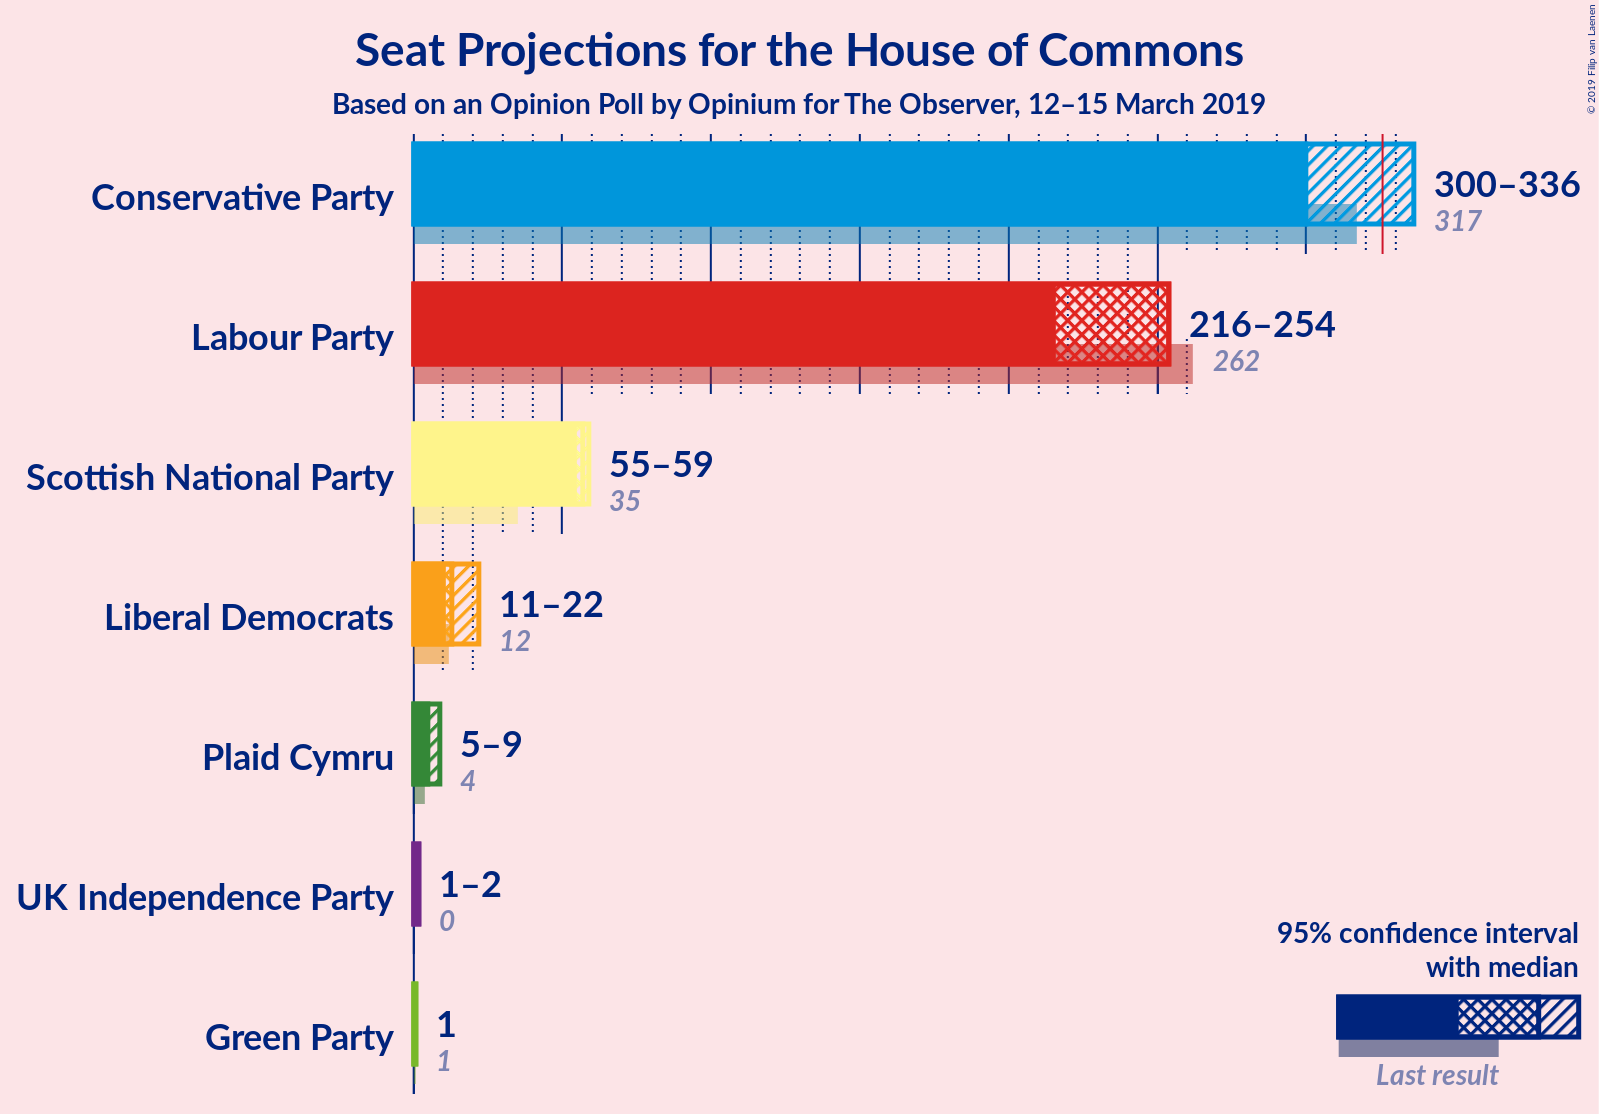 Seat Projections for the House of Commons
Based on an Opinion Poll by Opinium for The Observer, 12–15 March 2019
© 2019 Filip van Laenen
Conservative Party
300–336
317
Labour Party
216–254
262
Scottish National Party
55–59
35
Liberal Democrats
11–22
12
Plaid Cymru
5–9
4
UK Independence Party
1–2
0
Green Party
1
1
95% confidence interval
with median
Last result